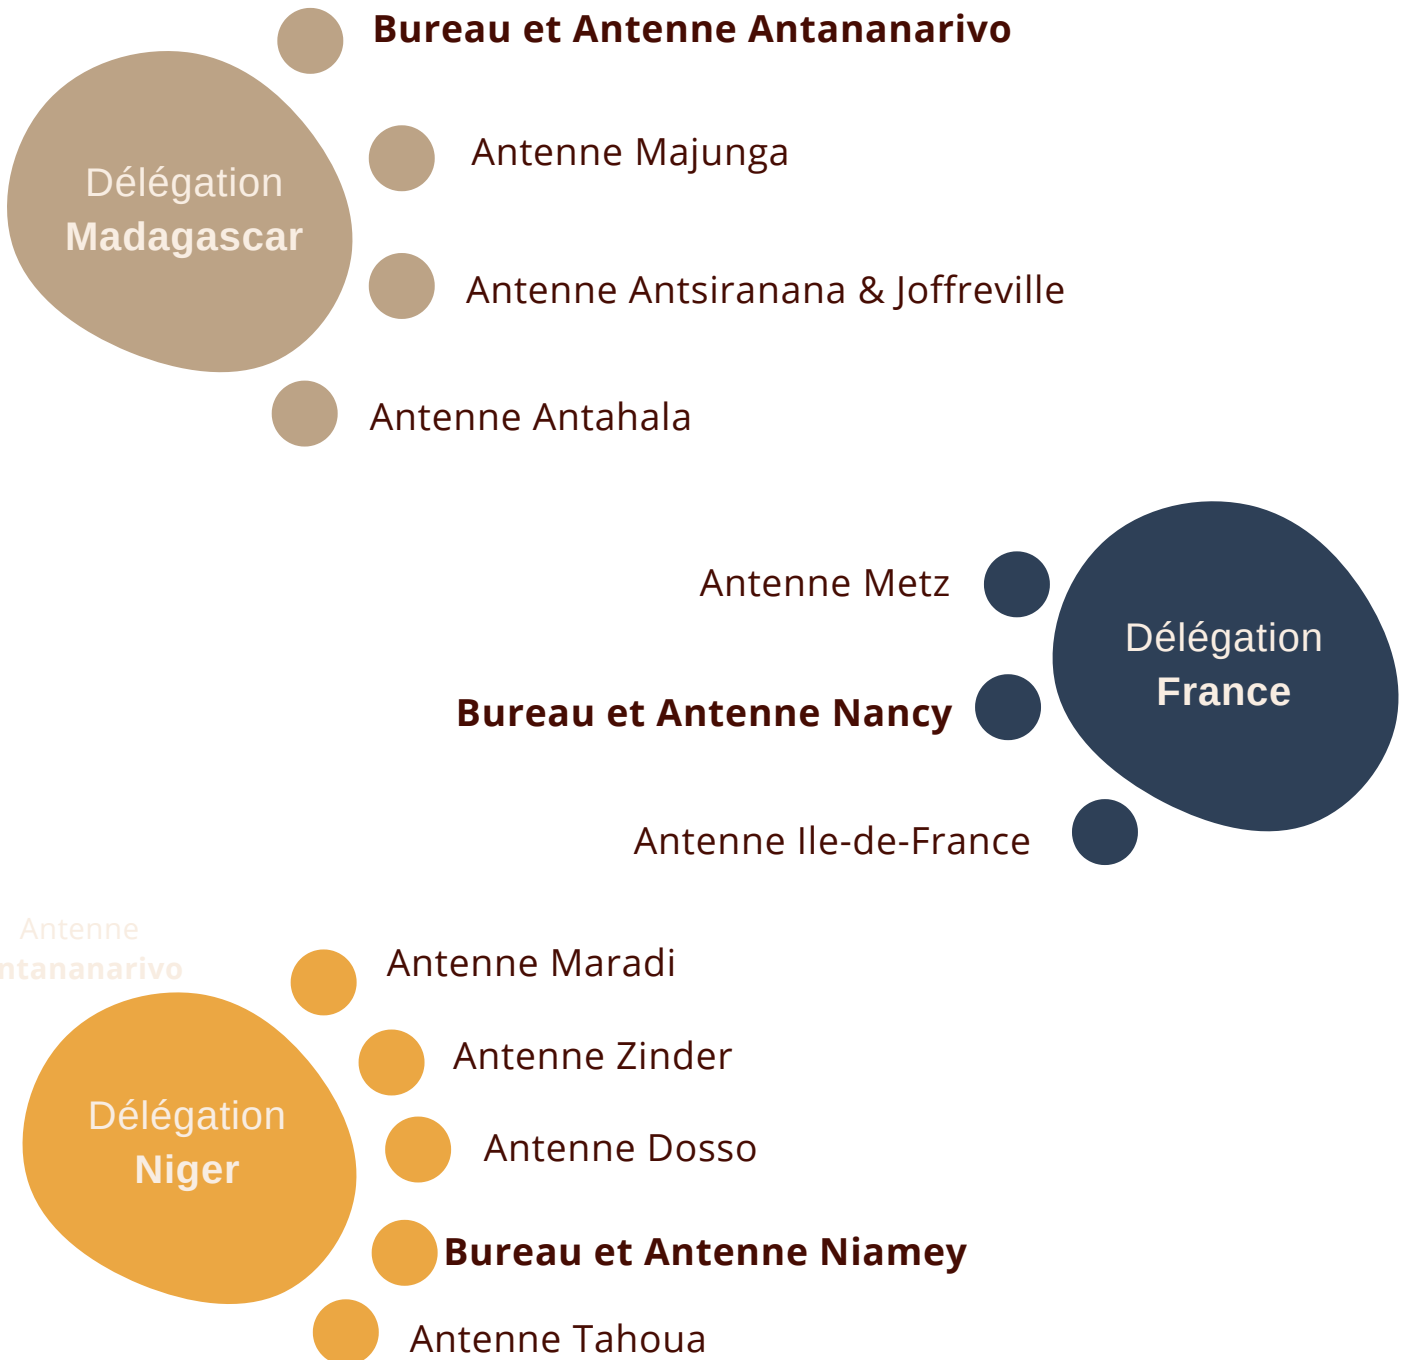 Bureau et Antenne Antananarivo
Antenne Majunga
Délégation
Madagascar
Antenne Antsiranana & Joffreville
Antenne Antahala
Antenne Metz
Délégation
France
Bureau et Antenne Nancy
Antenne Ile-de-France
Antenne
ntananarivo
Antenne Maradi
Antenne Zinder
Délégation
Niger
Antenne Dosso
Bureau et Antenne Niamey
Antenne Tahoua